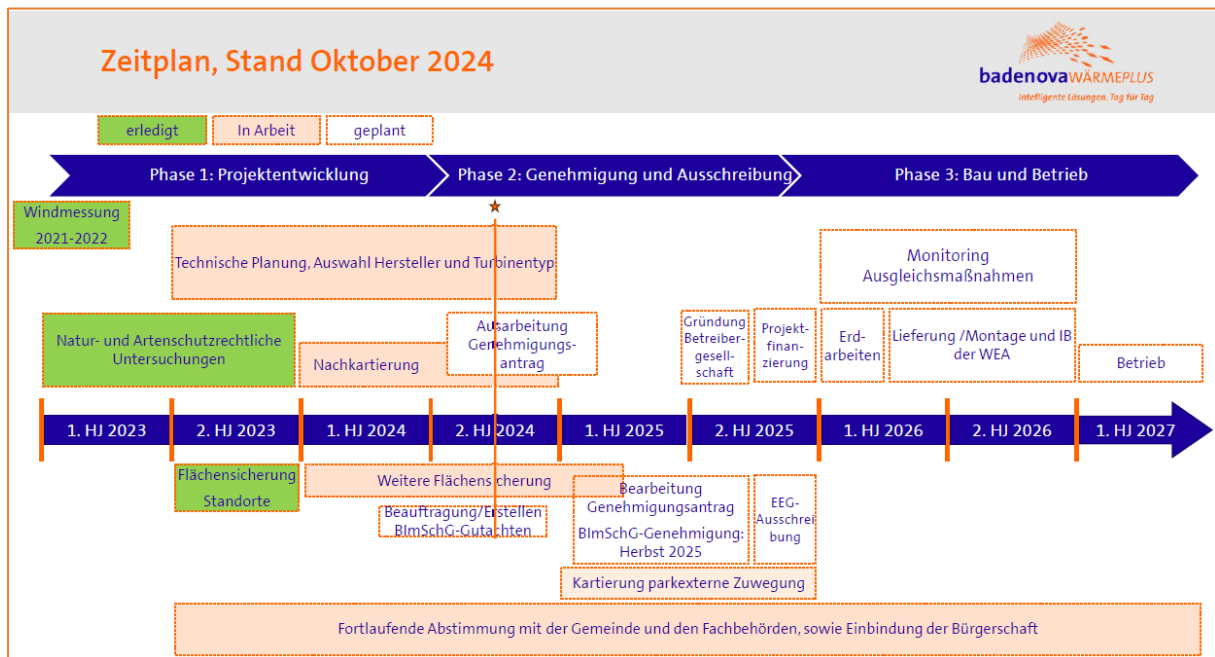 Zeitplan, Stand Oktober 2024
badenovaWÄRMEPLUS
Intelligente Lösungen. Tag für Tag
erledigt
In Arbeit
geplant
Phase 1: Projektentwicklung
Phase 2: Genehmigung und Ausschreibung
Phase 3: Bau und Betrieb
Windmessung
2021-2022
Technische Planung, Auswahl Hersteller und Turbinentyp
Monitoring
Ausgleichsmaßnahmen
Natur- und Artenschutzrechtliche
Untersuchungen
Nachkartierung
Ausarbeitung
Genehmigungs-
antrag
Gründung
Betreiber-
gesell-
schaft
Projekt-
finan-
zierung
Erd-
arbeiten
Lieferung /Montage und IB
der WEA
Betrieb
1. HJ 2023
2. HJ 2023
1. HJ 2024
2. HJ 2024
1. HJ 2025
2. HJ 2025
1. HJ 2026
2. HJ 2026
1. HJ 2027
Flächensicherung
Standorte
Weitere Flächensicherung
Beauftragung/Erstellen
BImSchG-Gutachten
Bearbeitung
Genehmigungsantrag
BImSchG-Genehmigung:
Herbst 2025
EEG-
Ausschrei
bung
Kartierung parkexterne Zuwegung
Fortlaufende Abstimmung mit der Gemeinde und den Fachbehörden, sowie Einbindung der Bürgerschaft